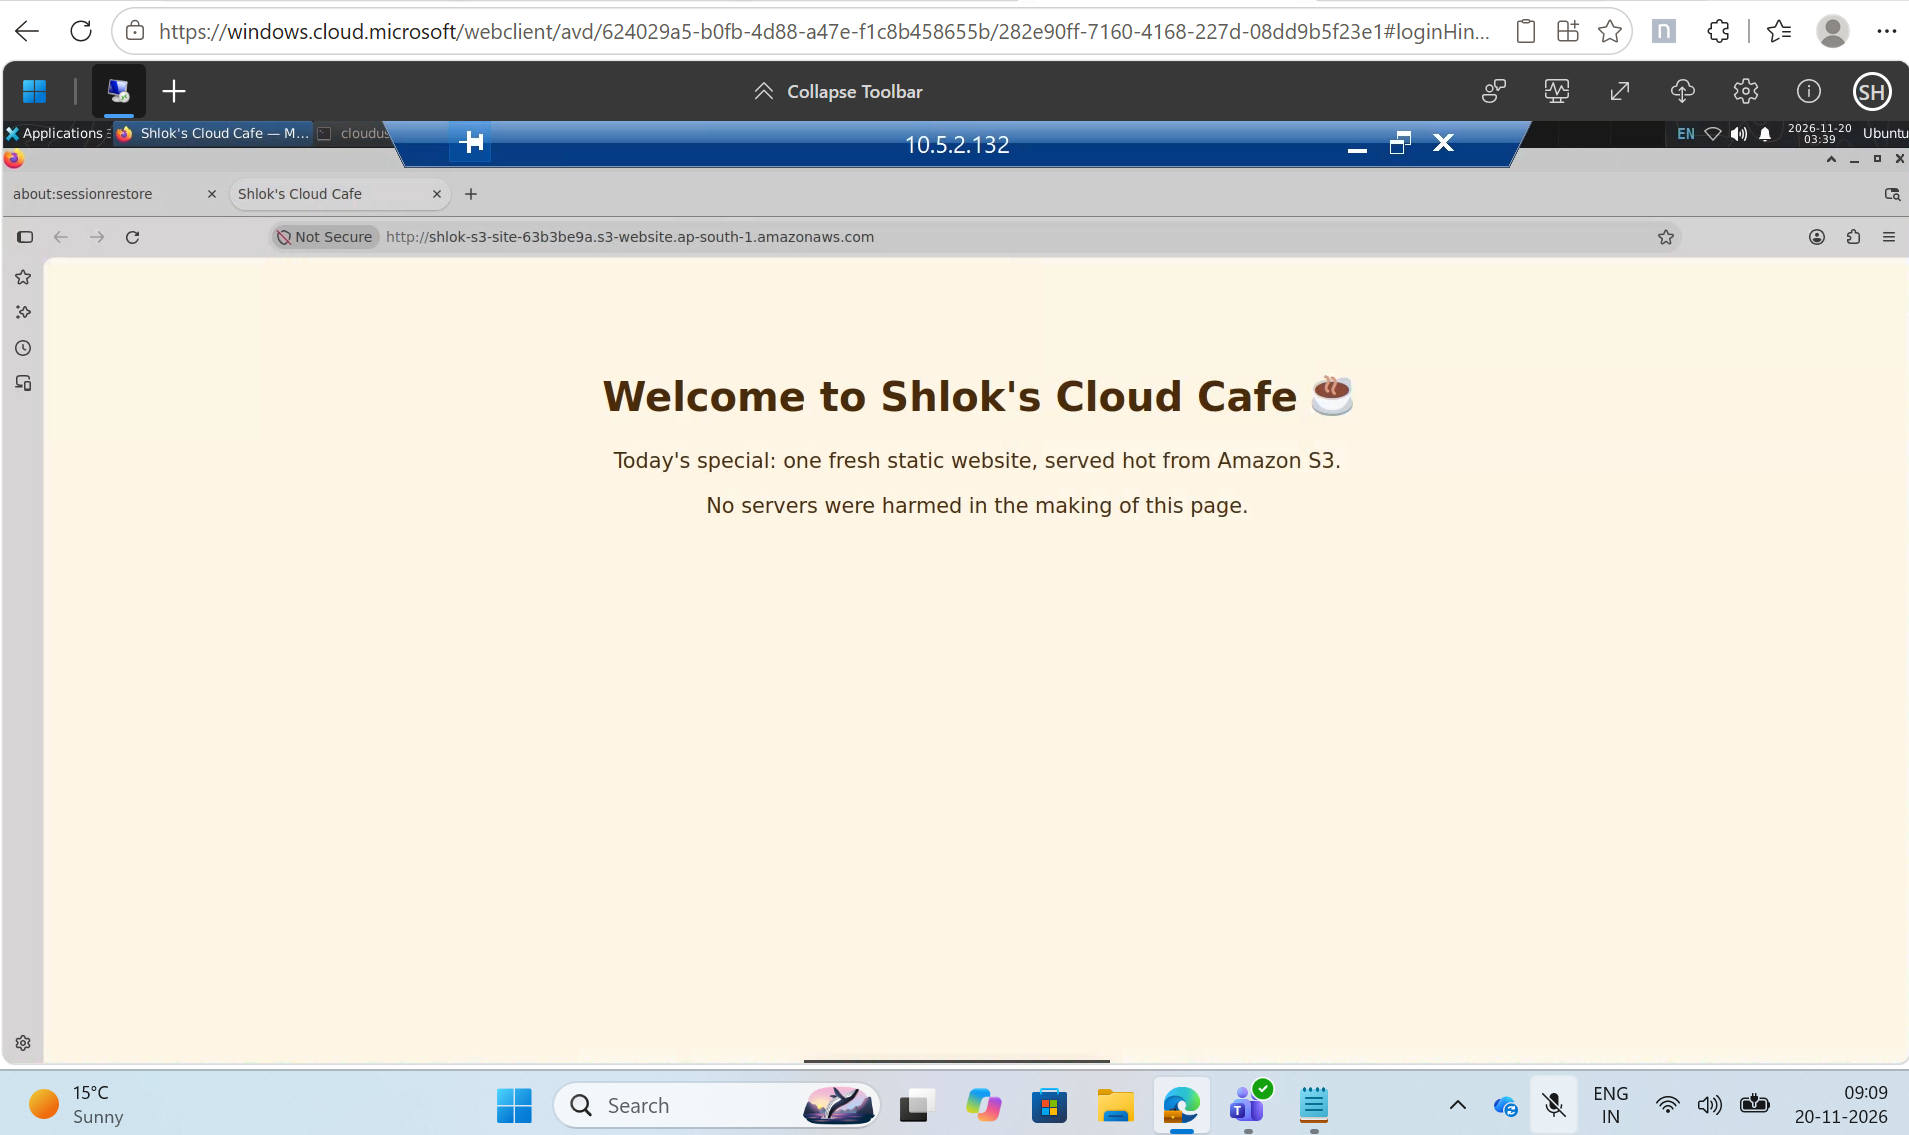 https://windows.cloud.microsoft/webclient/avd/624029a5-b0fb-4d88-a47e-f1c8b458655b/282e90ff-7160-4168-227d-08dd9b5f23e1#loginHin...
n
Collapse Toolbar
SH
Applications
Shlok's Cloud Cafe — M...
cloudus
10.5.2.132
EN
2026-11-20
03:39
Ubuntu
about:sessionrestore
Shlok's Cloud Cafe
Not Secure
http://shlok-s3-site-63b3be9a.s3-website.ap-south-1.amazonaws.com
Welcome to Shlok's Cloud Cafe ☕
Today's special: one fresh static website, served hot from Amazon S3.
No servers were harmed in the making of this page.
15°C
Sunny
Search
T
ENG
IN
09:09
20-11-2026